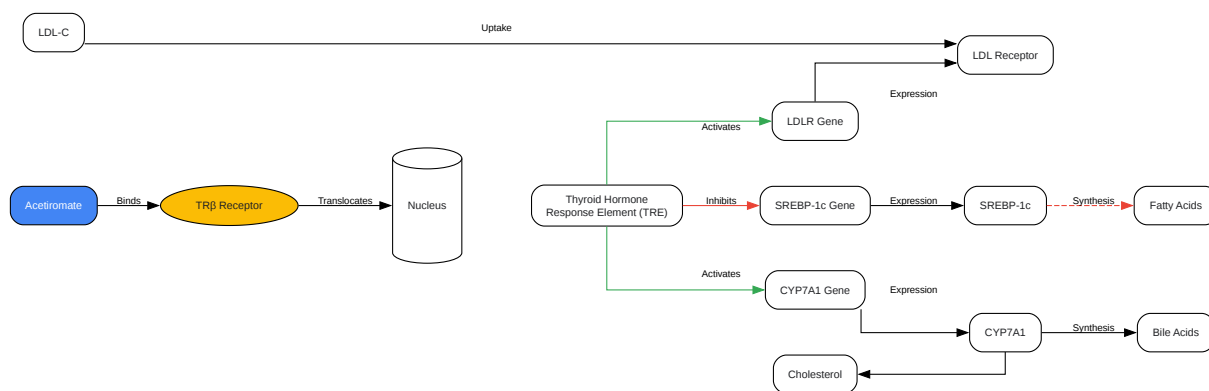 LDL-C
Uptake
LDL Receptor
Expression
LDLR Gene
Activates
Acetiromate
Binds
TRβ Receptor
Translocates
Nucleus
Thyroid Hormone
Response Element (TRE)
Inhibits
SREBP-1c Gene
Expression
SREBP-1c
Synthesis
Fatty Acids
Activates
CYP7A1 Gene
Expression
CYP7A1
Synthesis
Bile Acids
Cholesterol